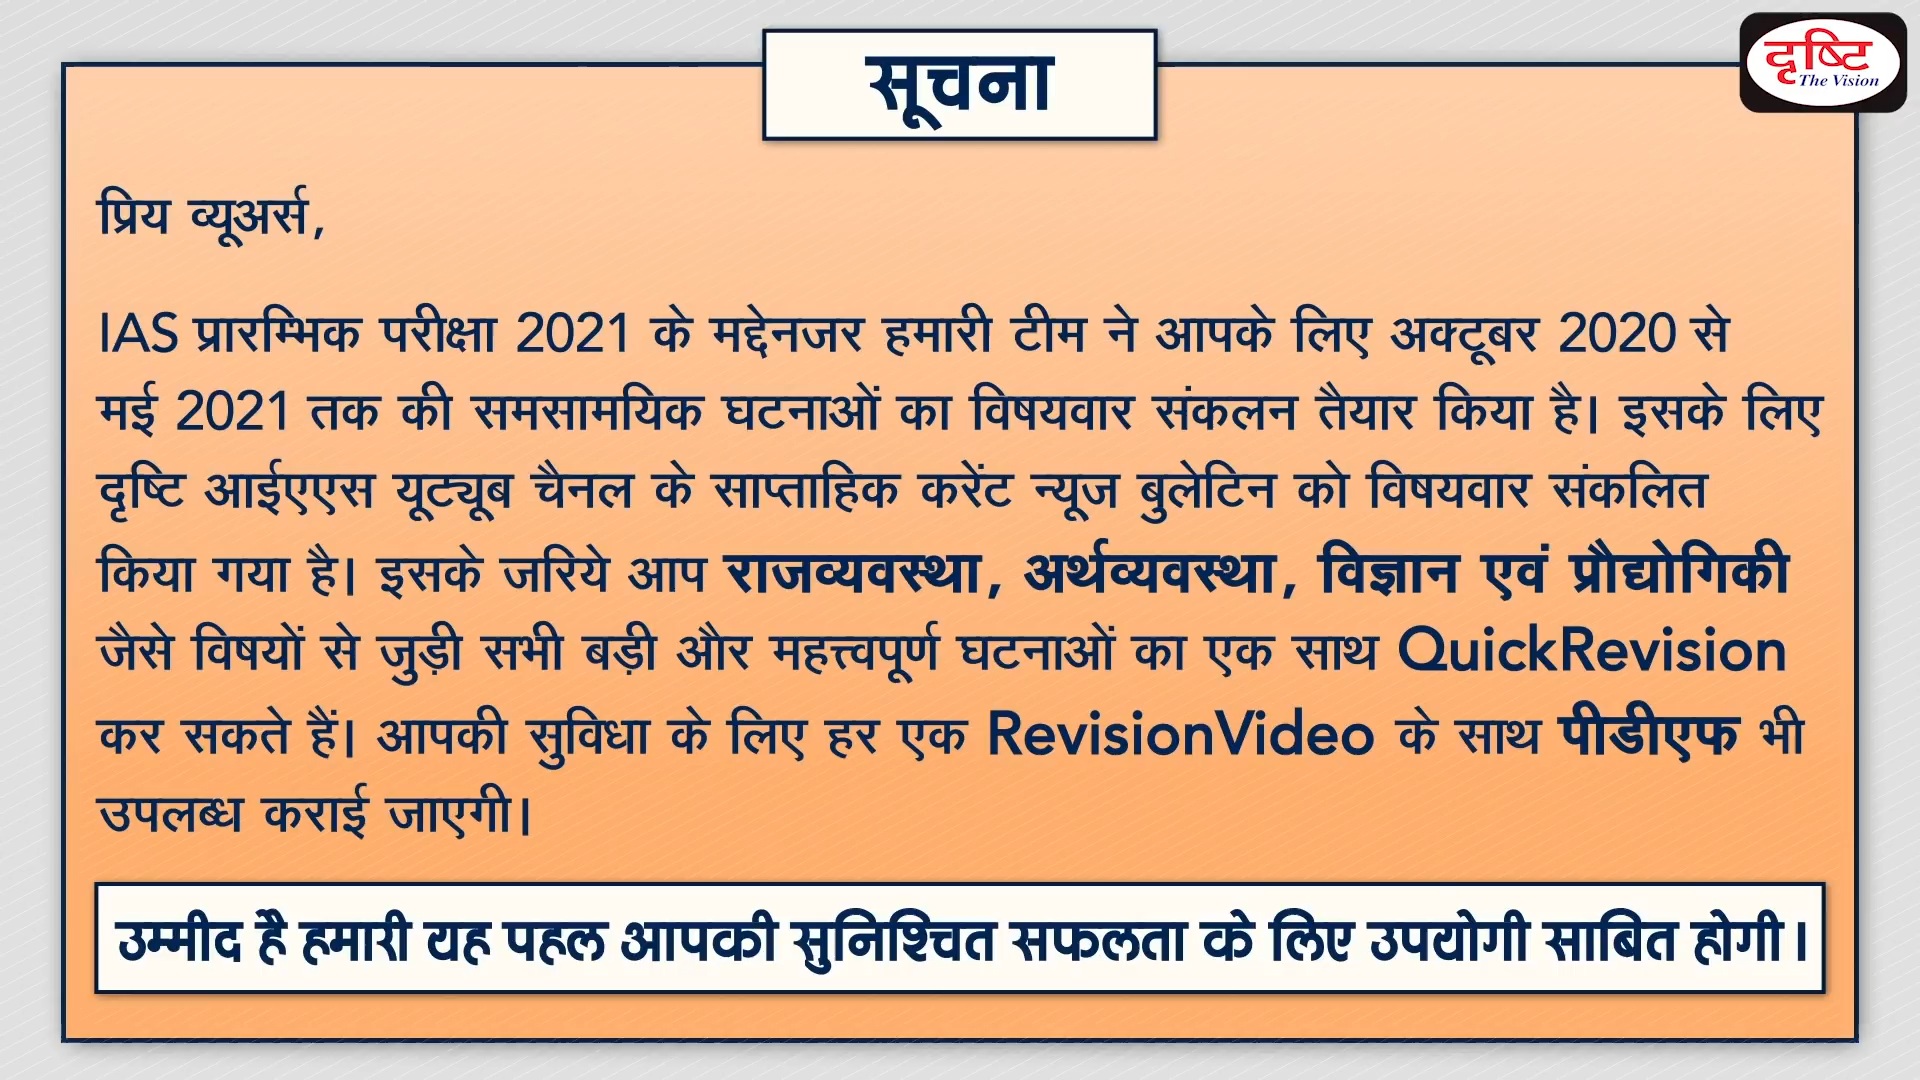 सूचना
दृष्टि
The Vision
प्रिय व्यूअर्स,
IAS प्रारम्भिक परीक्षा 2021 के मद्देनजर हमारी टीम ने आपके लिए अक्टूबर 2020 से
मई 2021 तक की समसामयिक घटनाओं का विषयवार संकलन तैयार किया है। इसके लिए
दृष्टि आईएएस यूट्यूब चैनल के साप्ताहिक करेंट न्यूज बुलेटिन को विषयवार संकलित
किया गया है। इसके जरिये आप राजव्यवस्था, अर्थव्यवस्था, विज्ञान एवं प्रौद्योगिकी
जैसे विषयों से जुड़ी सभी बड़ी और महत्त्वपूर्ण घटनाओं का एक साथ QuickRevision
कर सकते हैं। आपकी सुविधा के लिए हर एक RevisionVideo के साथ पीडीएफ भी
उपलब्ध कराई जाएगी।
उम्मीद है हमारी यह पहल आपकी सुनिश्चित सफलता के लिए उपयोगी साबित होगी।